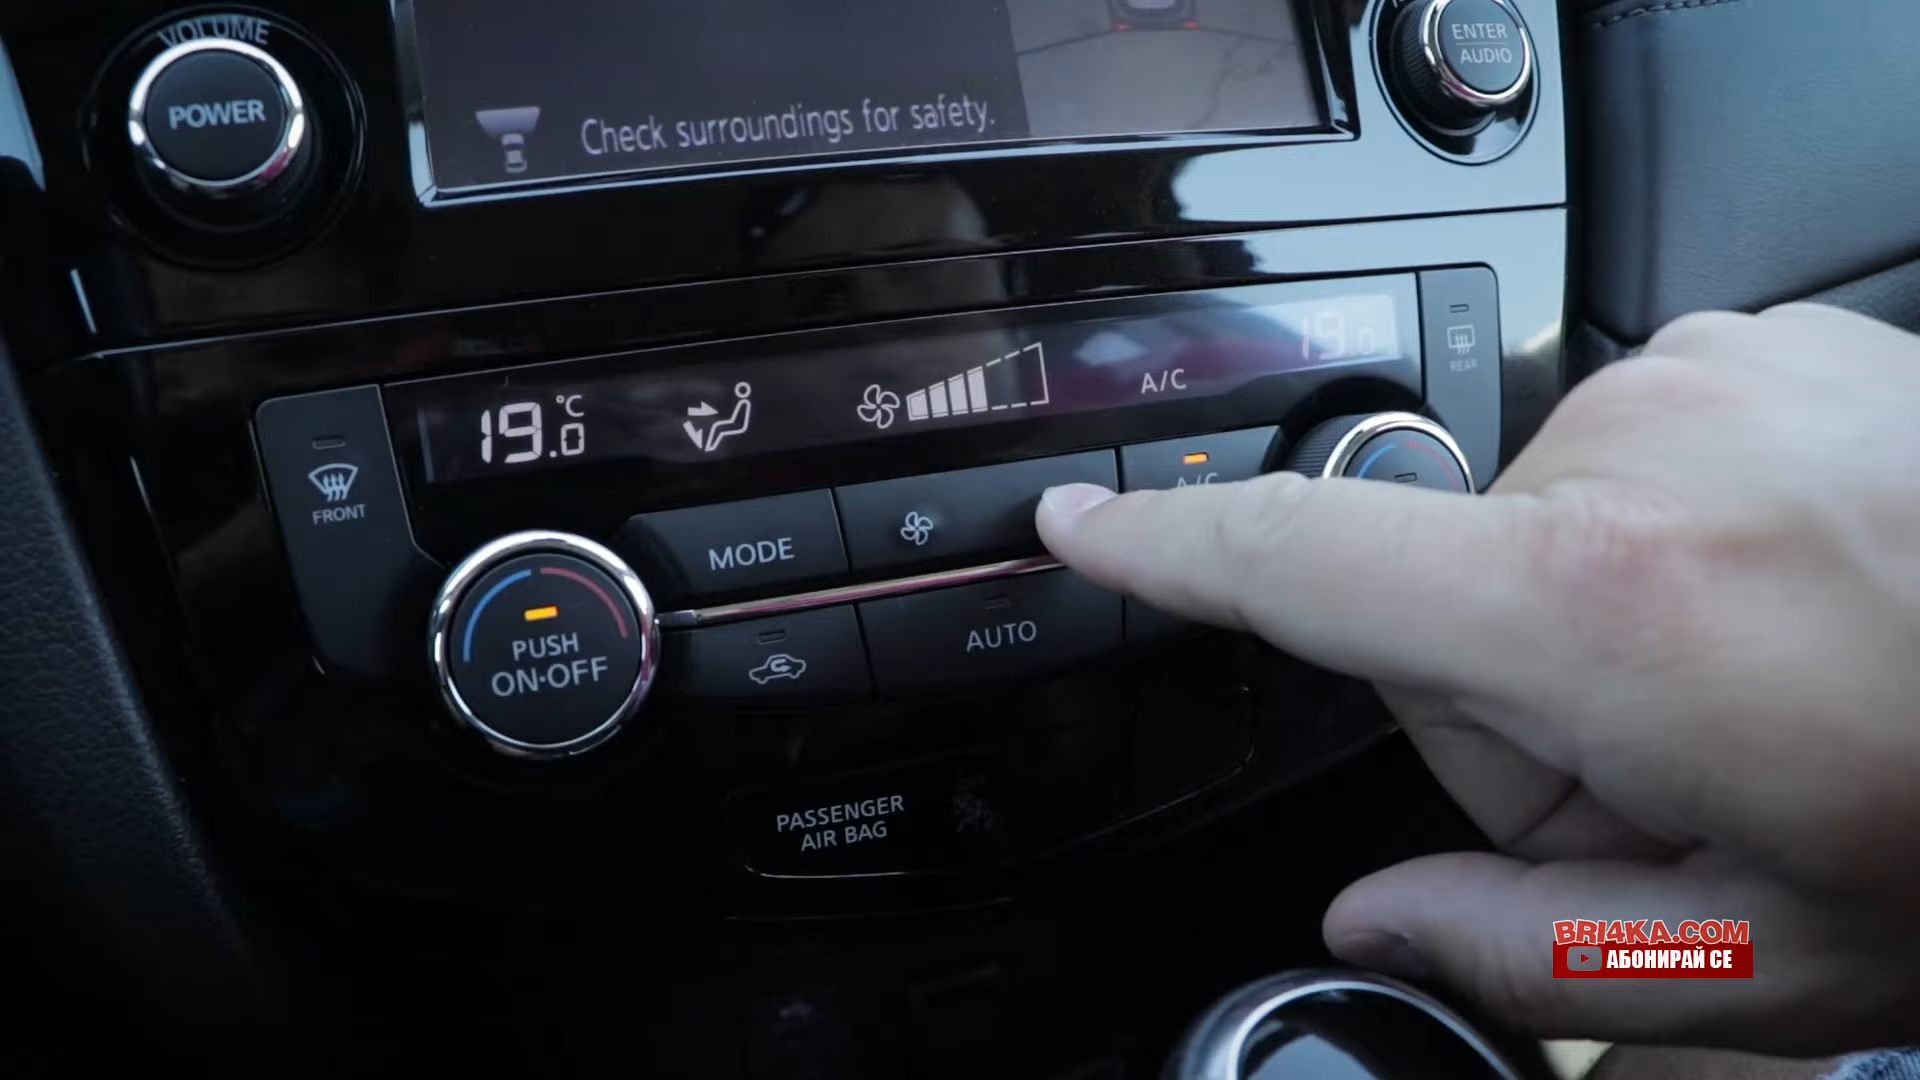 VOLUME
POWER
ENTER
AUDIO
Check surroundings for safety.
19.0 °C
A/C
19.0
REAR
FRONT
MODE
A/C
PUSH
ON·OFF
AUTO
PASSENGER
AIR BAG
BRI4KA.COM
АБОНИРАЙ СЕ